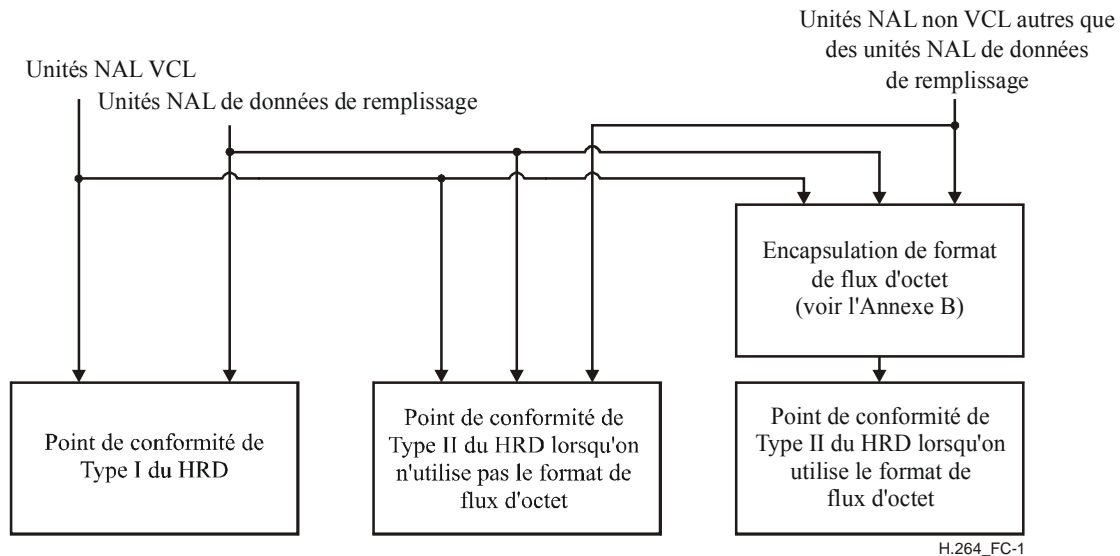 Unités NAL non VCL autres que
des unités NAL de données
de remplissage
Unités NAL VCL
Unités NAL de données de remplissage
Encapsulation de format
de flux d'octet
(voir l'Annexe B)
Point de conformité de
Type I du HRD
Point de conformité de
Type II du HRD lorsqu'on
n'utilise pas le format de
flux d'octet
Point de conformité de
Type II du HRD lorsqu'on
utilise le format de
flux d'octet
H.264_FC-1